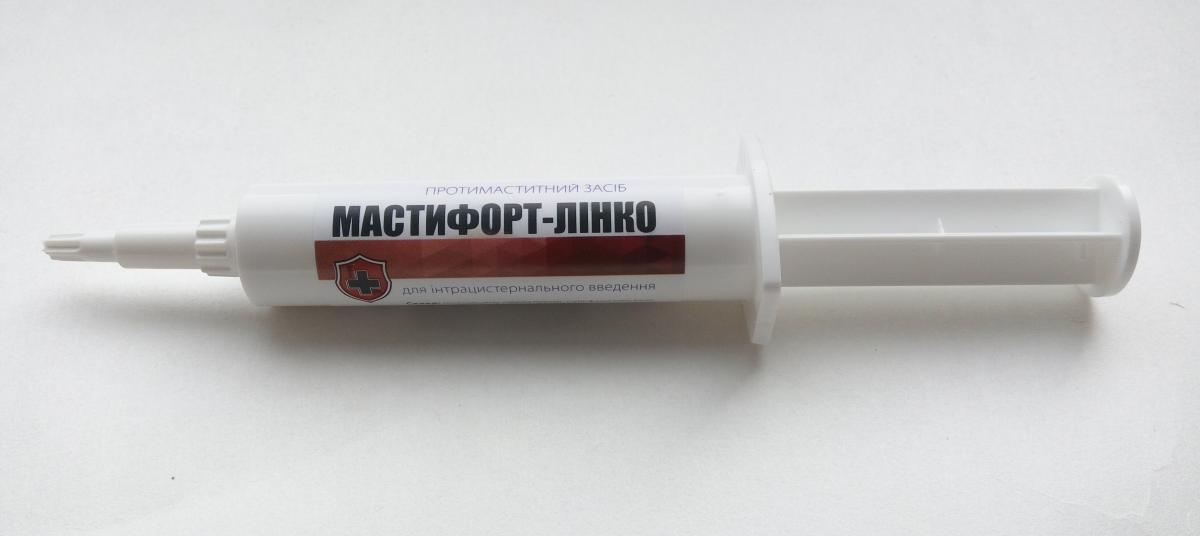 ПРОТИМАСТИТНИЙ ЗАСІБ
МАСТИФОРТ-ЛІНКО
для інтрацистернального введення